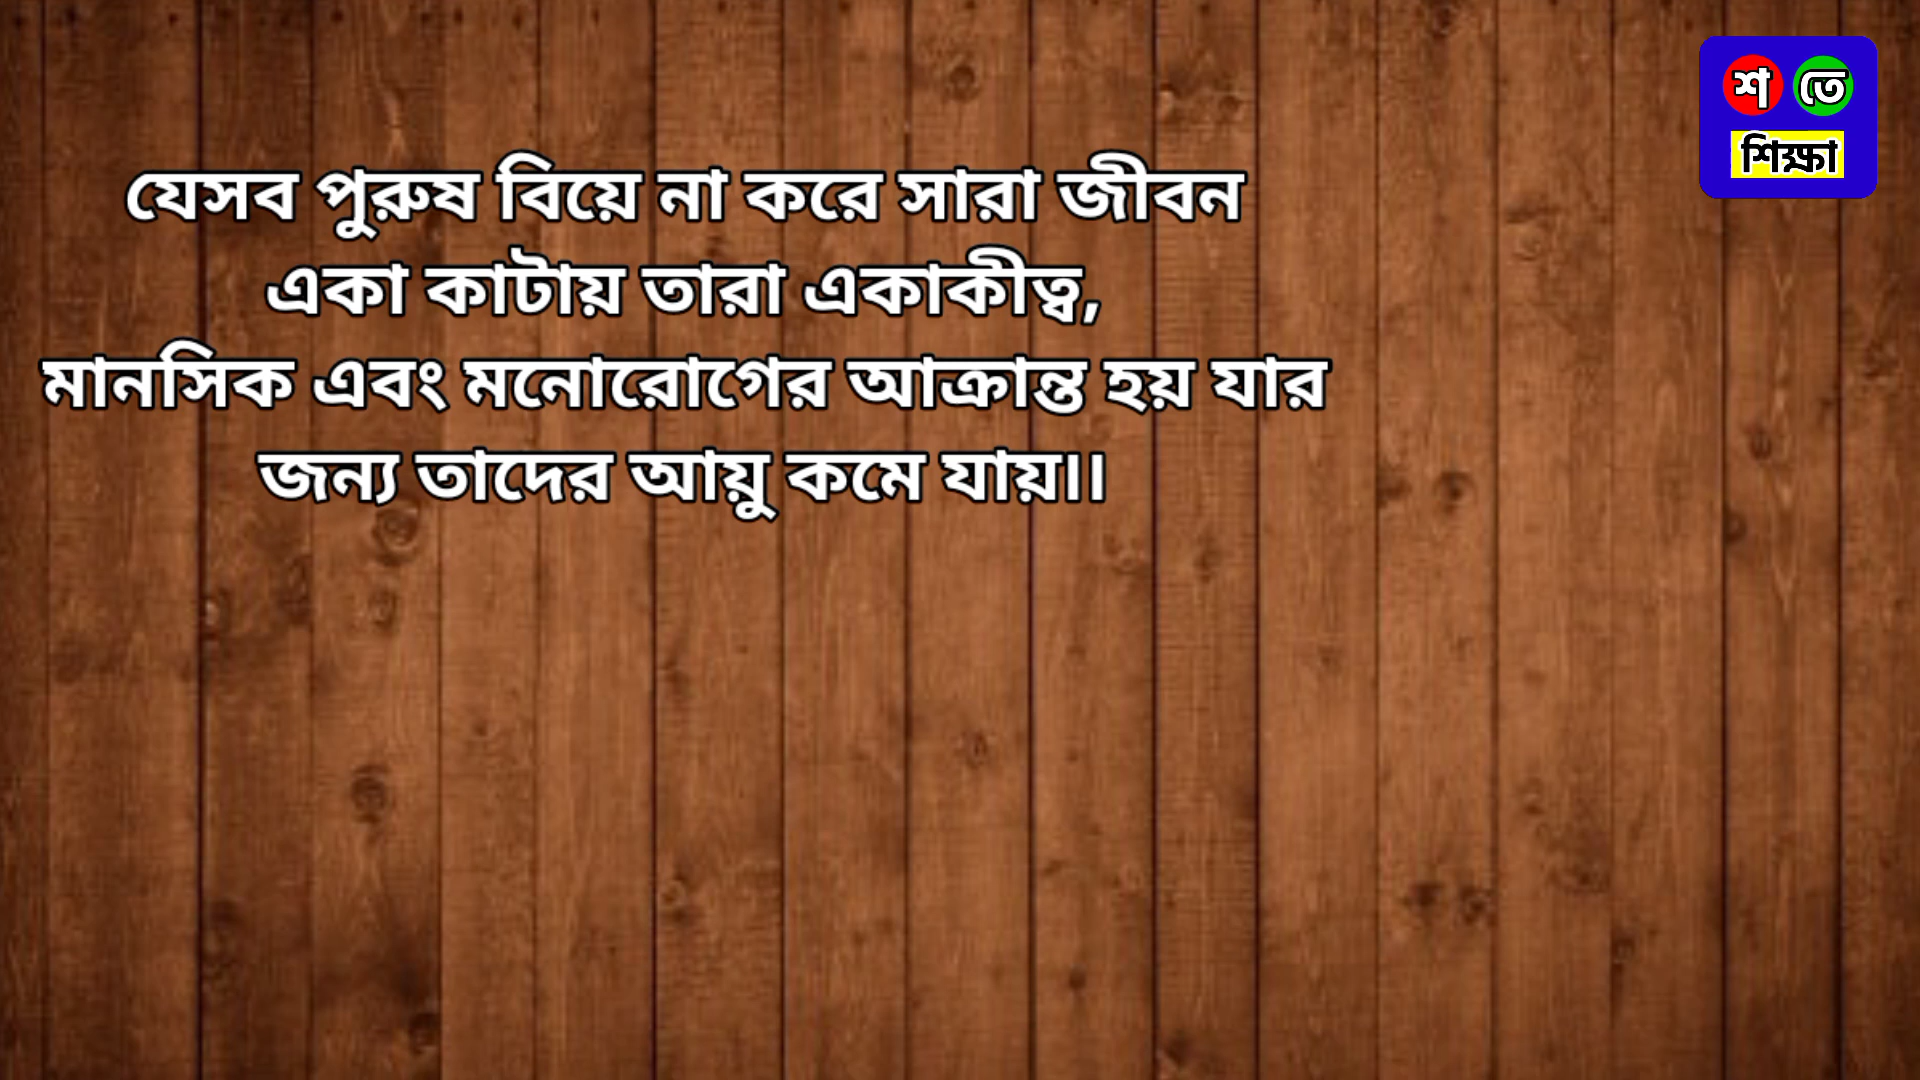 শ তে
শিক্ষা
যেসব পুরুষ বিয়ে না করে সারা জীবন
একা কাটায় তারা একাকীত্ব,
মানসিক এবং মনোরোগের আক্রান্ত হয় যার
জন্য তাদের আয়ু কমে যায়।।